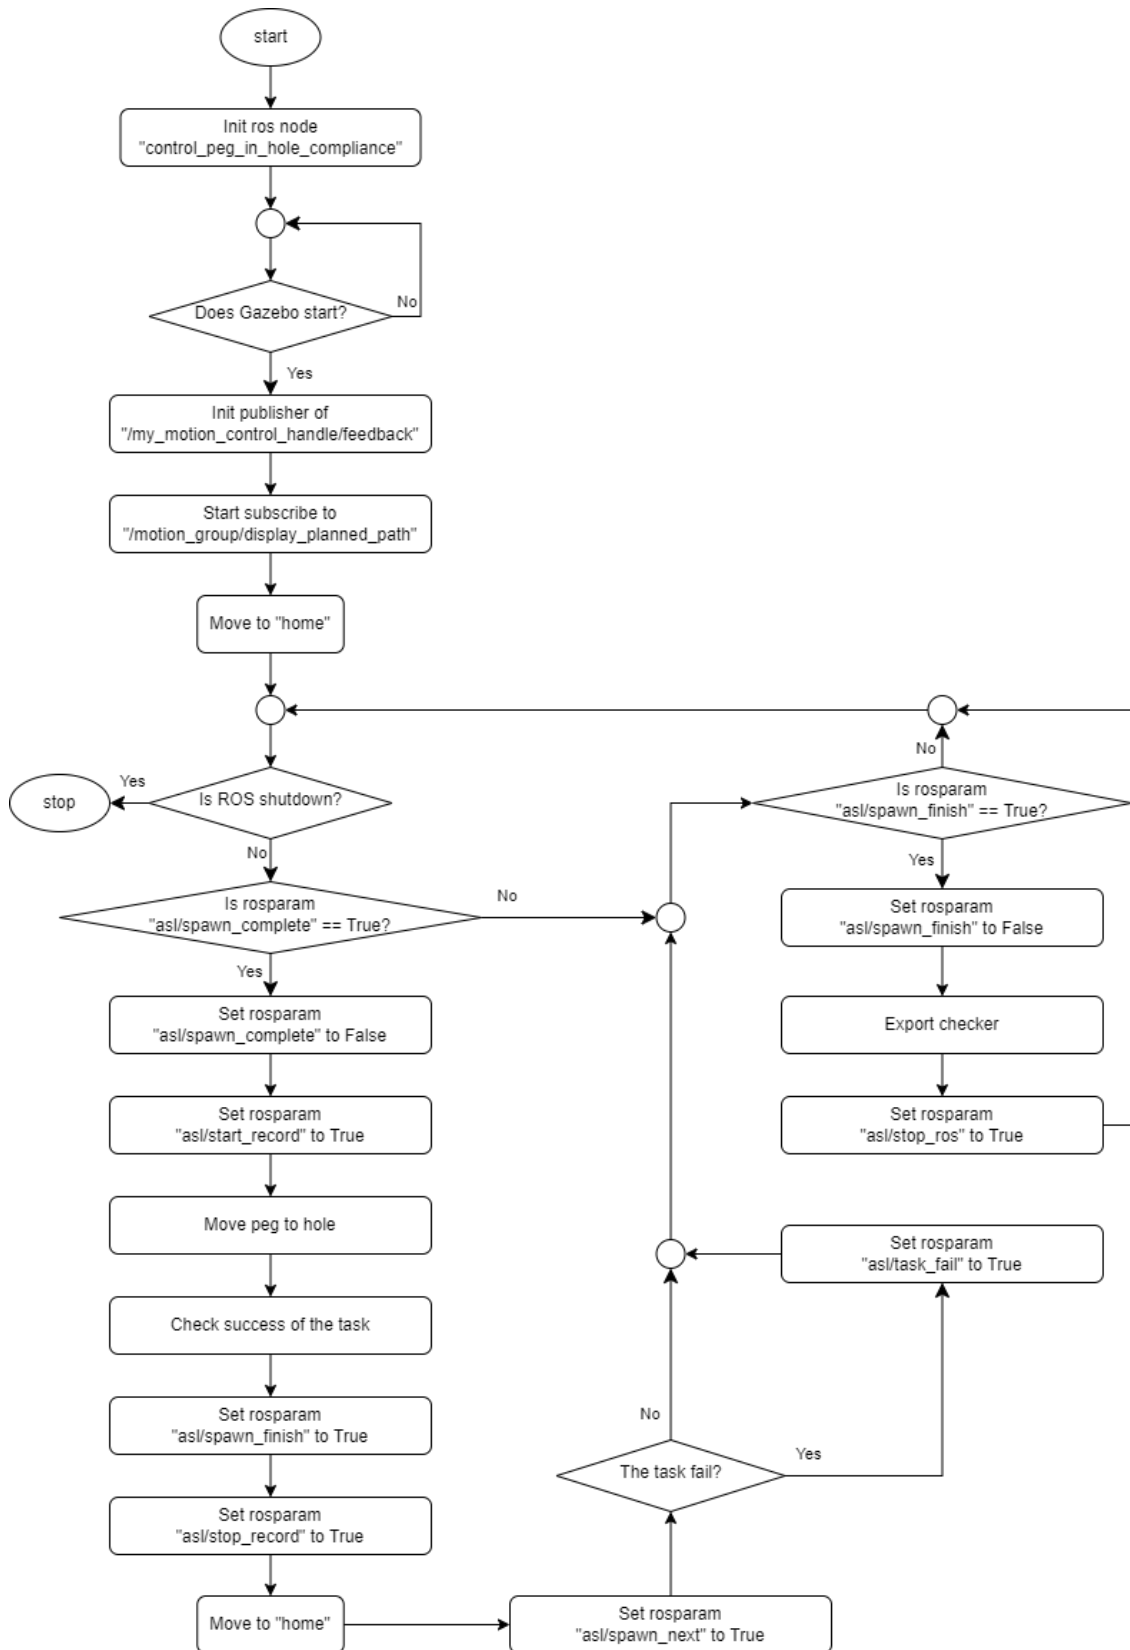 start
Init ros node
"control_peg_in_hole_compliance"
Does Gazebo start?
No
Yes
Init publisher of
"/my_motion_control_handle/feedback"
Start subscribe to
"/motion_group/display_planned_path"
Move to "home"
Is ROS shutdown?
Yes
stop
No
Is rosparam
"asl/spawn_complete" == True?
No
Yes
Set rosparam
"asl/spawn_complete" to False
Set rosparam
"asl/start_record" to True
Move peg to hole
Check success of the task
Set rosparam
"asl/spawn_finish" to True
Set rosparam
"asl/stop_record" to True
Move to "home"
Set rosparam
"asl/spawn_next" to True
The task fail?
No
Yes
Set rosparam
"asl/task_fail" to True
No
Is rosparam
"asl/spawn_finish" == True?
Yes
Set rosparam
"asl/spawn_finish" to False
Export checker
Set rosparam
"asl/stop_ros" to True